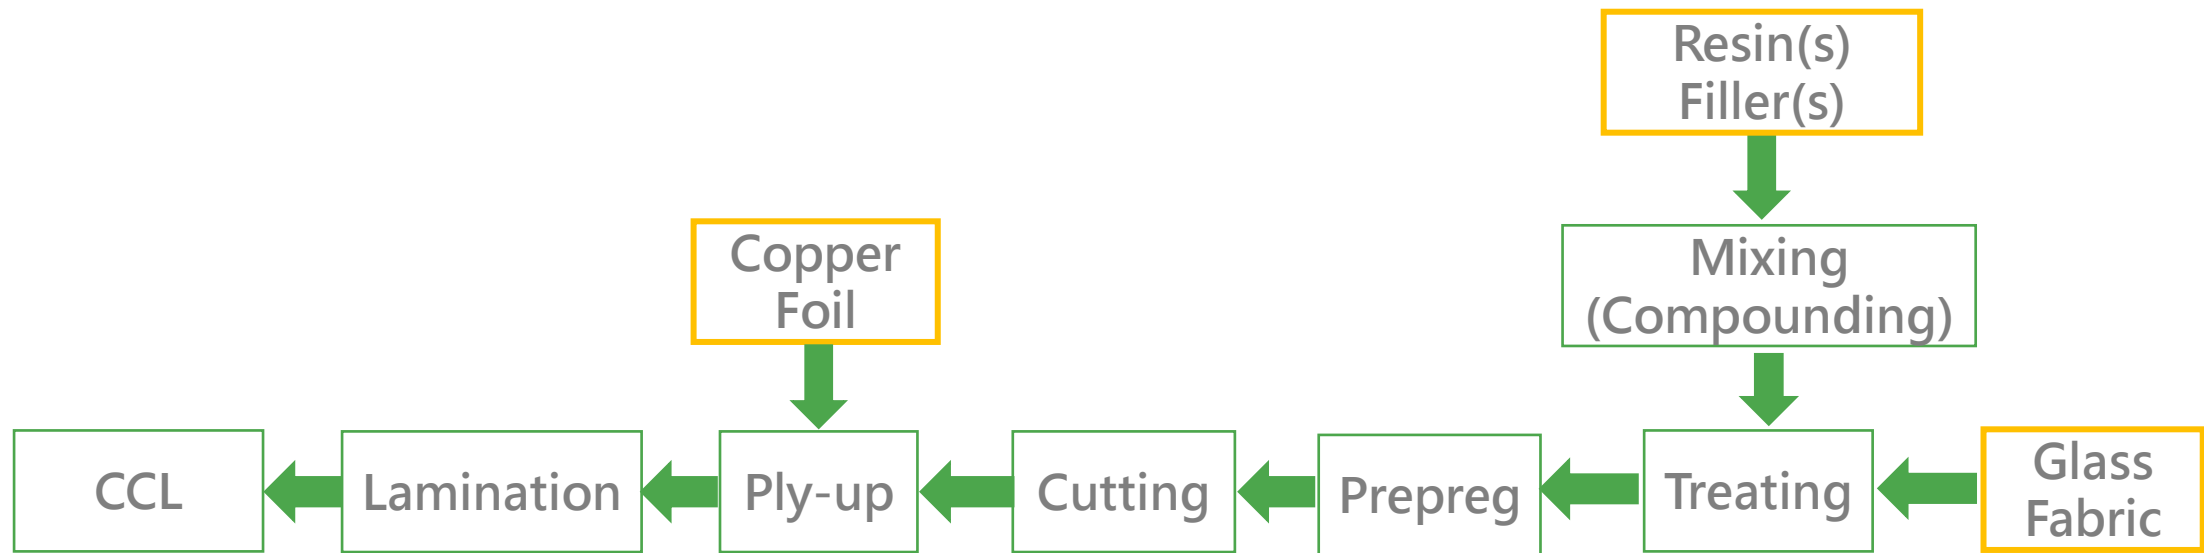 Resin(s)
Filler(s)
Copper
Foil
Mixing
(Compounding)
CCL
Lamination
Ply-up
Cutting
Prepreg
Treating
Glass
Fabric